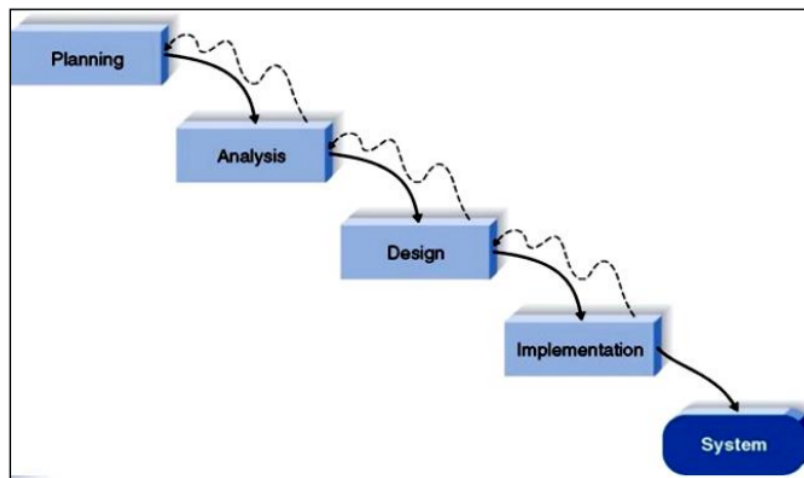 Planning
Analysis
Design
Implementation
System